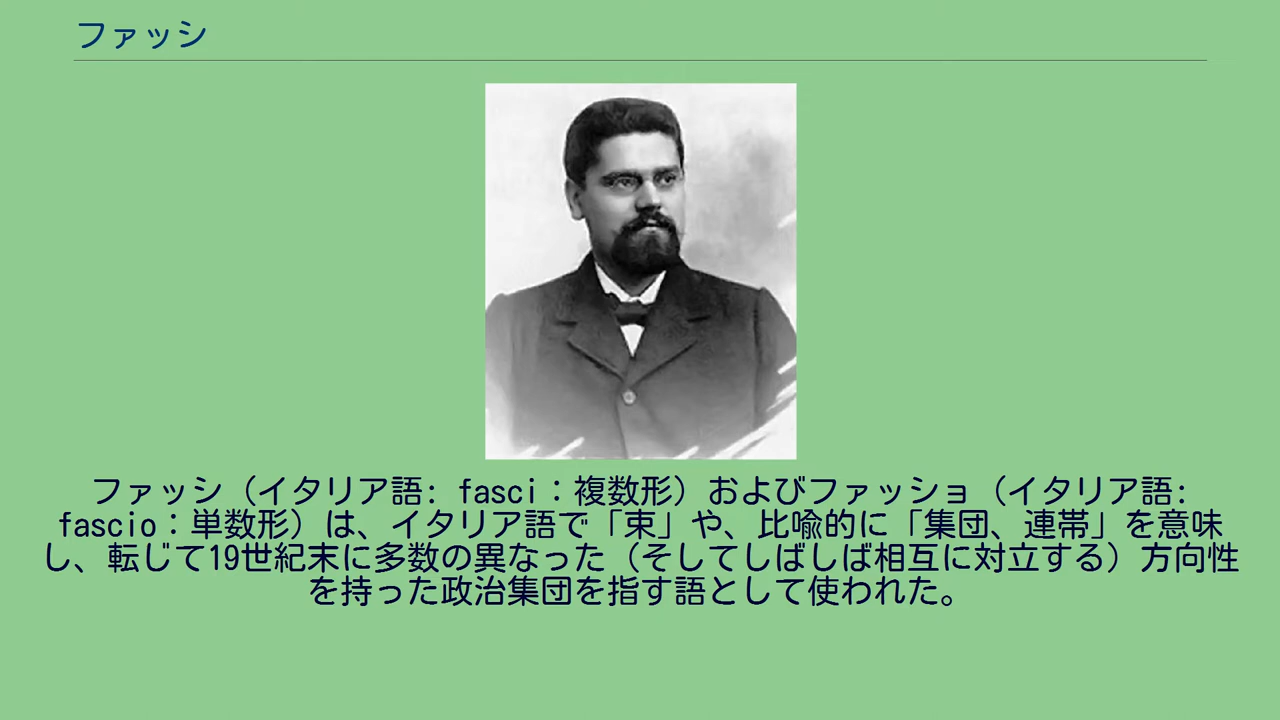 ファッシ
ファッシ（イタリア語: fasci：複数形）およびファッショ（イタリア語:
fascio：単数形）は、イタリア語で「束」や、比喩的に「集団、連帯」を意味
し、転じて19世紀末に多数の異なった（そしてしばしば相互に対立する）方向性
を持った政治集団を指す語として使われた。